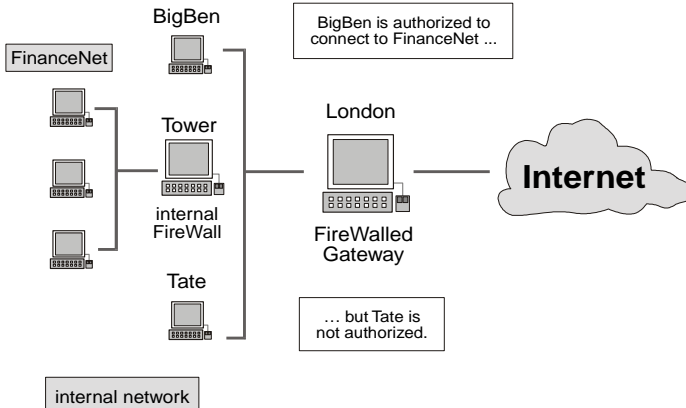 BigBen
BigBen is authorized to
connect to FinanceNet ...
FinanceNet
Tower
London
Internet
internal
FireWall
FireWalled
Gateway
Tate
… but Tate is
not authorized.
internal network